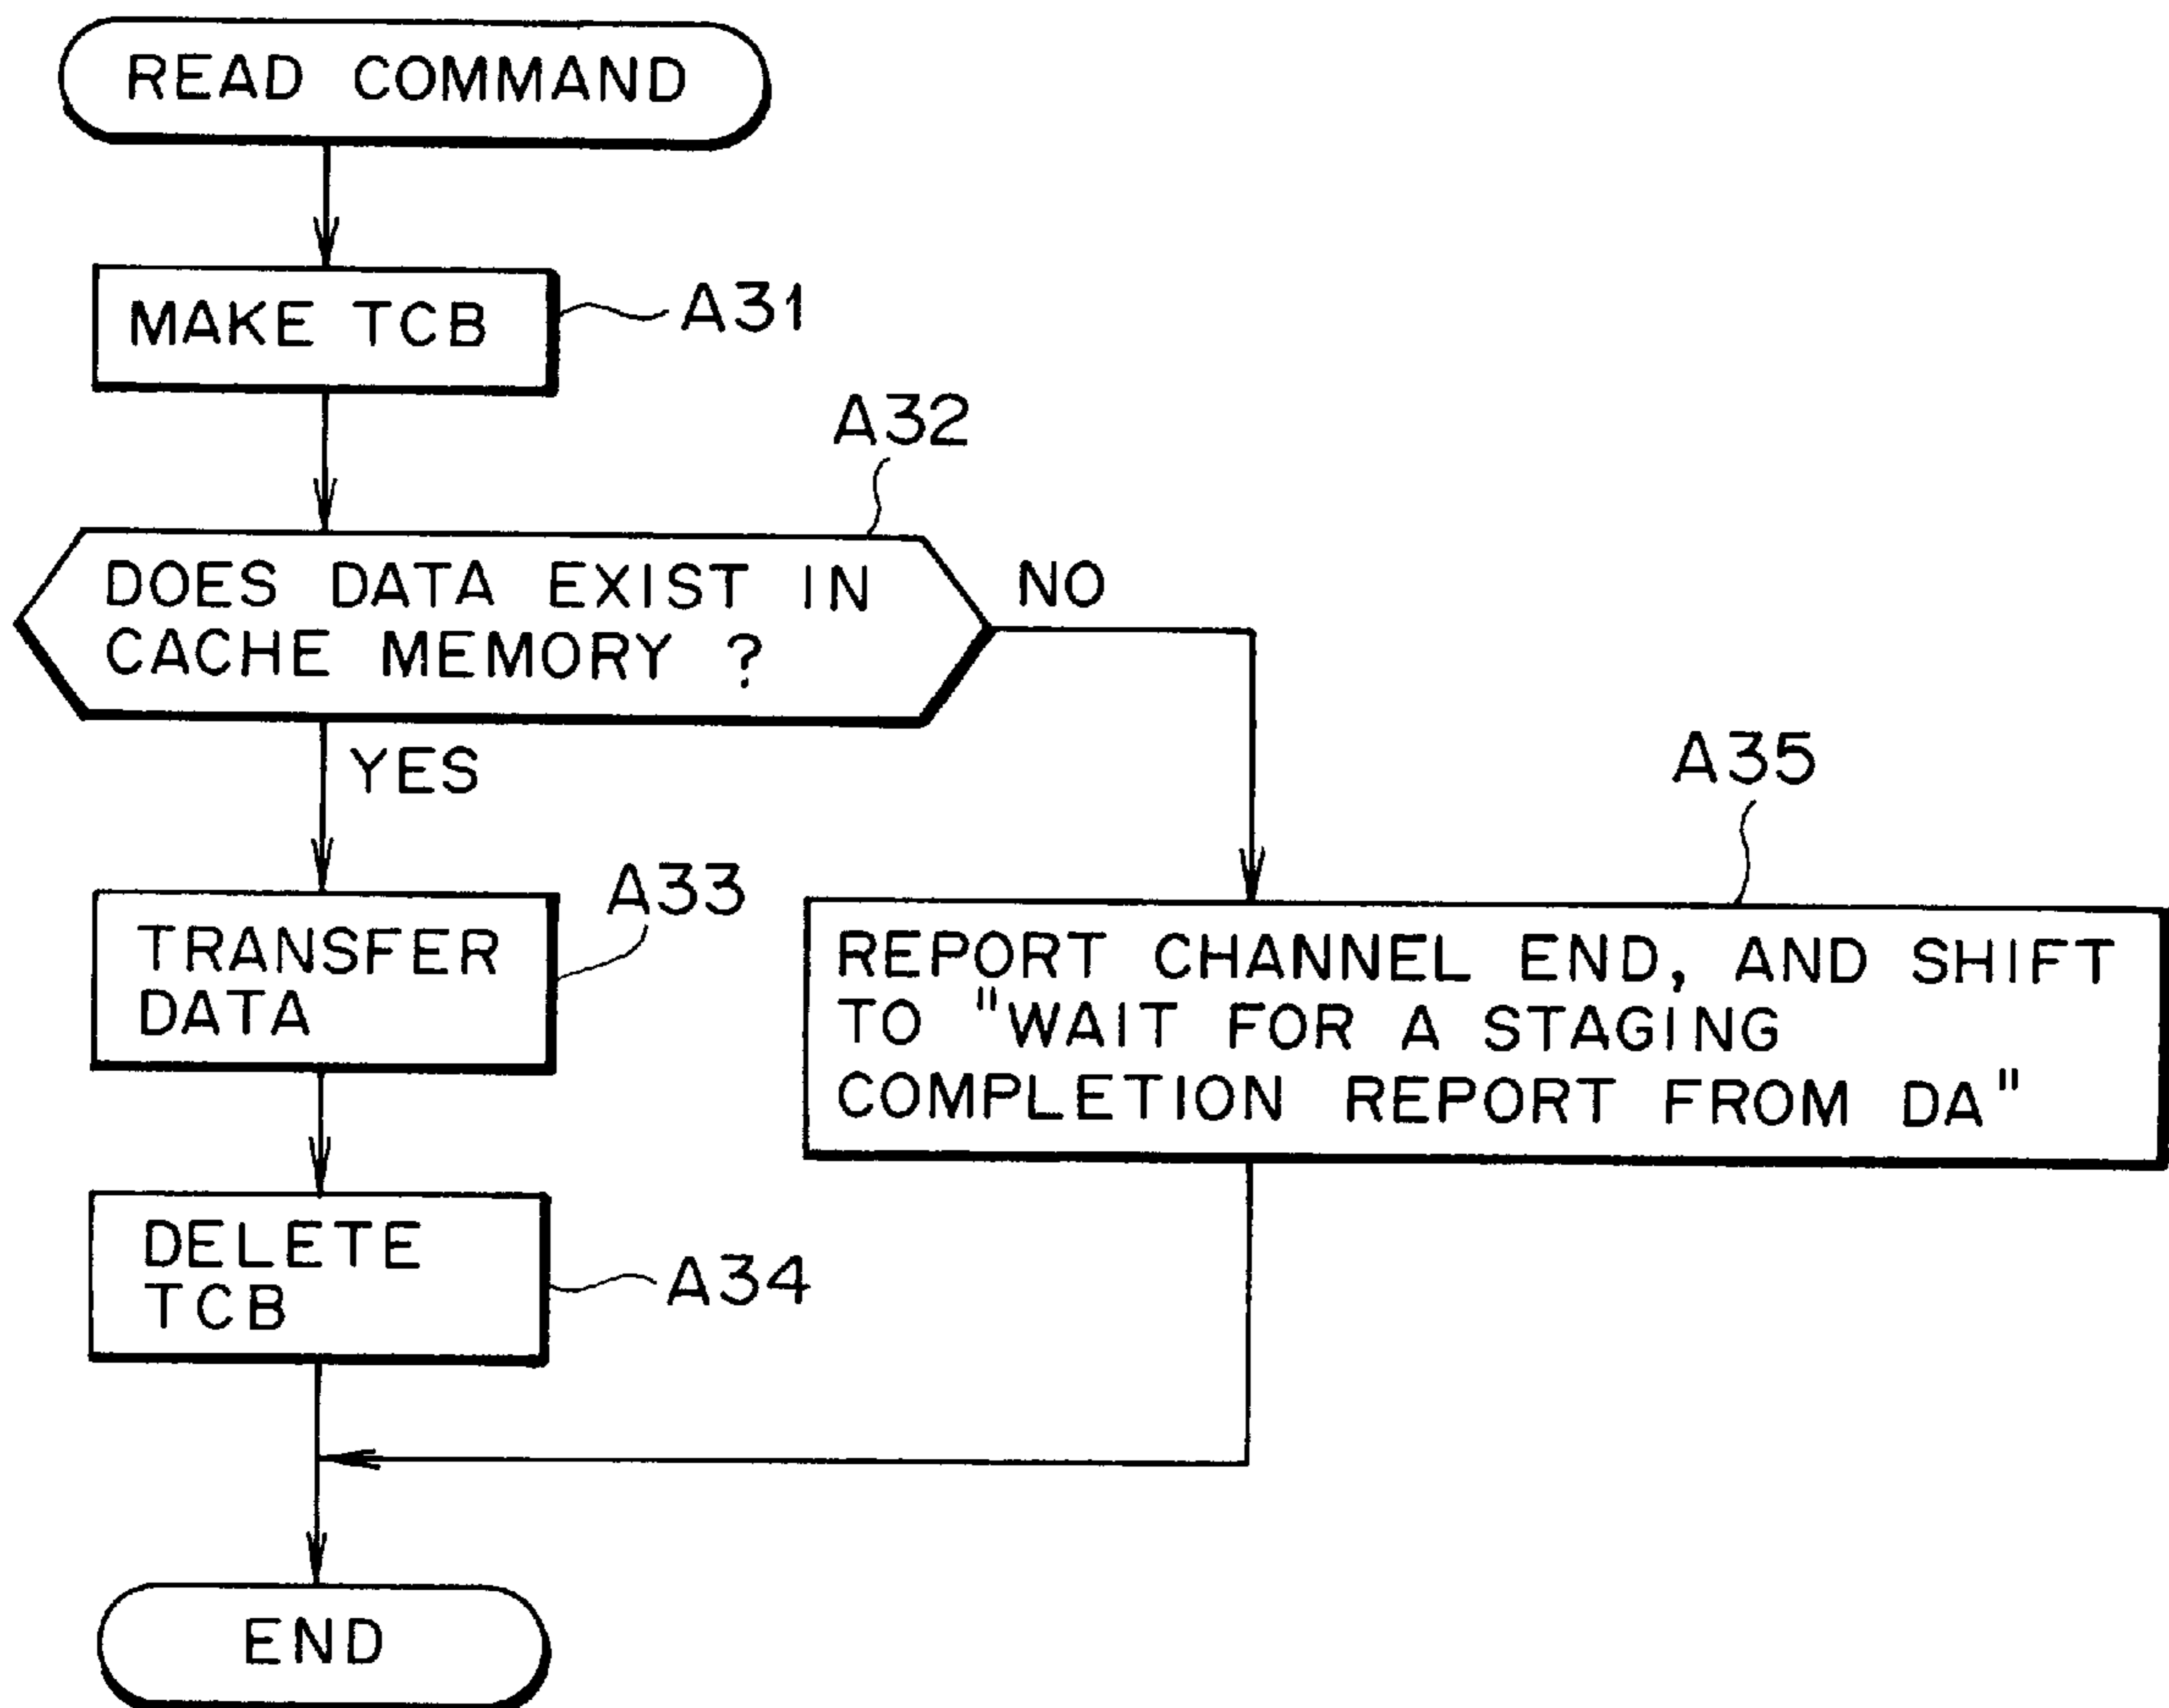 READ COMMAND
MAKE TCB
A31
A32
DOES DATA EXIST IN
CACHE MEMORY ?
NO
YES
A33
TRANSFER
DATA
A35
REPORT CHANNEL END, AND SHIFT
TO "WAIT FOR A STAGING
COMPLETION REPORT FROM DA"
DELETE
TCB
A34
END